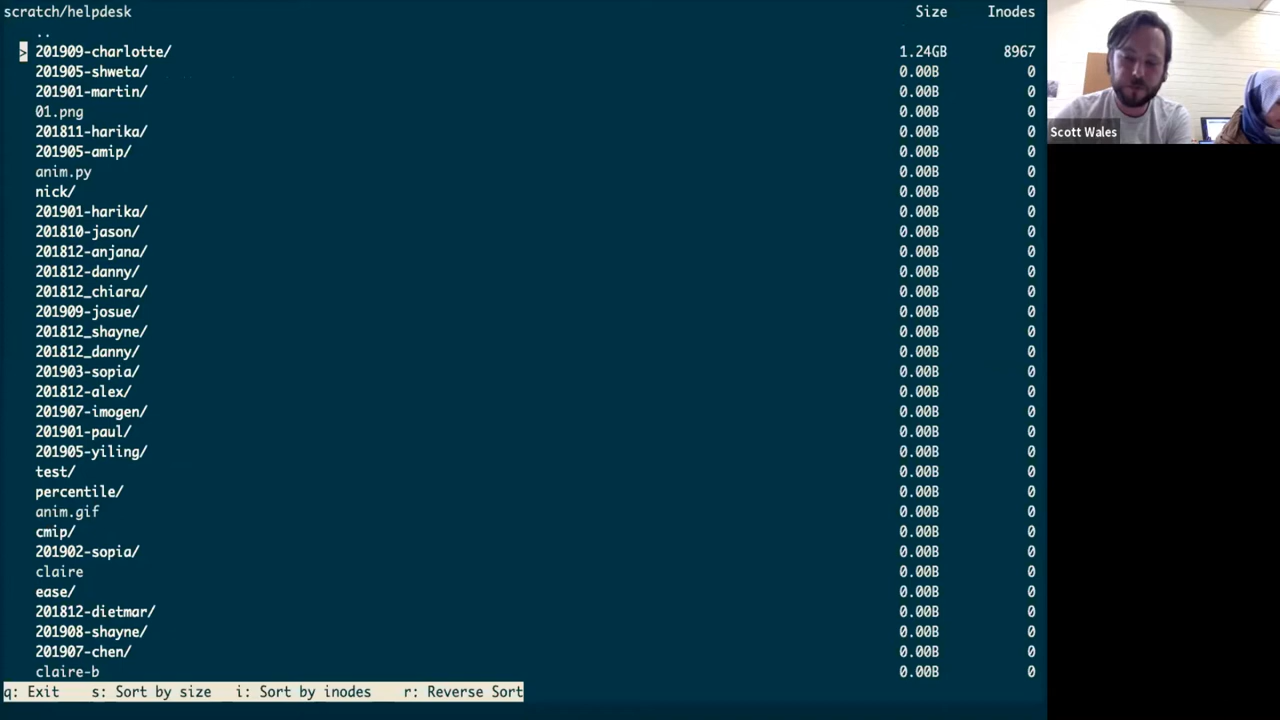 scratch/helpdesk Size Inodes
..
> 201909-charlotte/ 1.24GB 8967
201905-shweta/ 0.00B 0
201901-martin/ 0.00B 0
01.png 0.00B 0
201811-harika/ 0.00B 0
201905-amip/ 0.00B 0
anim.py 0.00B 0
nick/ 0.00B 0
201901-harika/ 0.00B 0
201810-jason/ 0.00B 0
201812-anjana/ 0.00B 0
201812-danny/ 0.00B 0
201812_chiara/ 0.00B 0
201909-josue/ 0.00B 0
201812_shayne/ 0.00B 0
201812_danny/ 0.00B 0
201903-sopia/ 0.00B 0
201812-alex/ 0.00B 0
201907-imogen/ 0.00B 0
201901-paul/ 0.00B 0
201905-yiling/ 0.00B 0
test/ 0.00B 0
percentile/ 0.00B 0
anim.gif 0.00B 0
cmip/ 0.00B 0
201902-sopia/ 0.00B 0
claire 0.00B 0
ease/ 0.00B 0
201812-dietmar/ 0.00B 0
201908-shayne/ 0.00B 0
201907-chen/ 0.00B 0
claire-b 0.00B 0
q: Exit s: Sort by size i: Sort by inodes r: Reverse Sort
Scott Wales